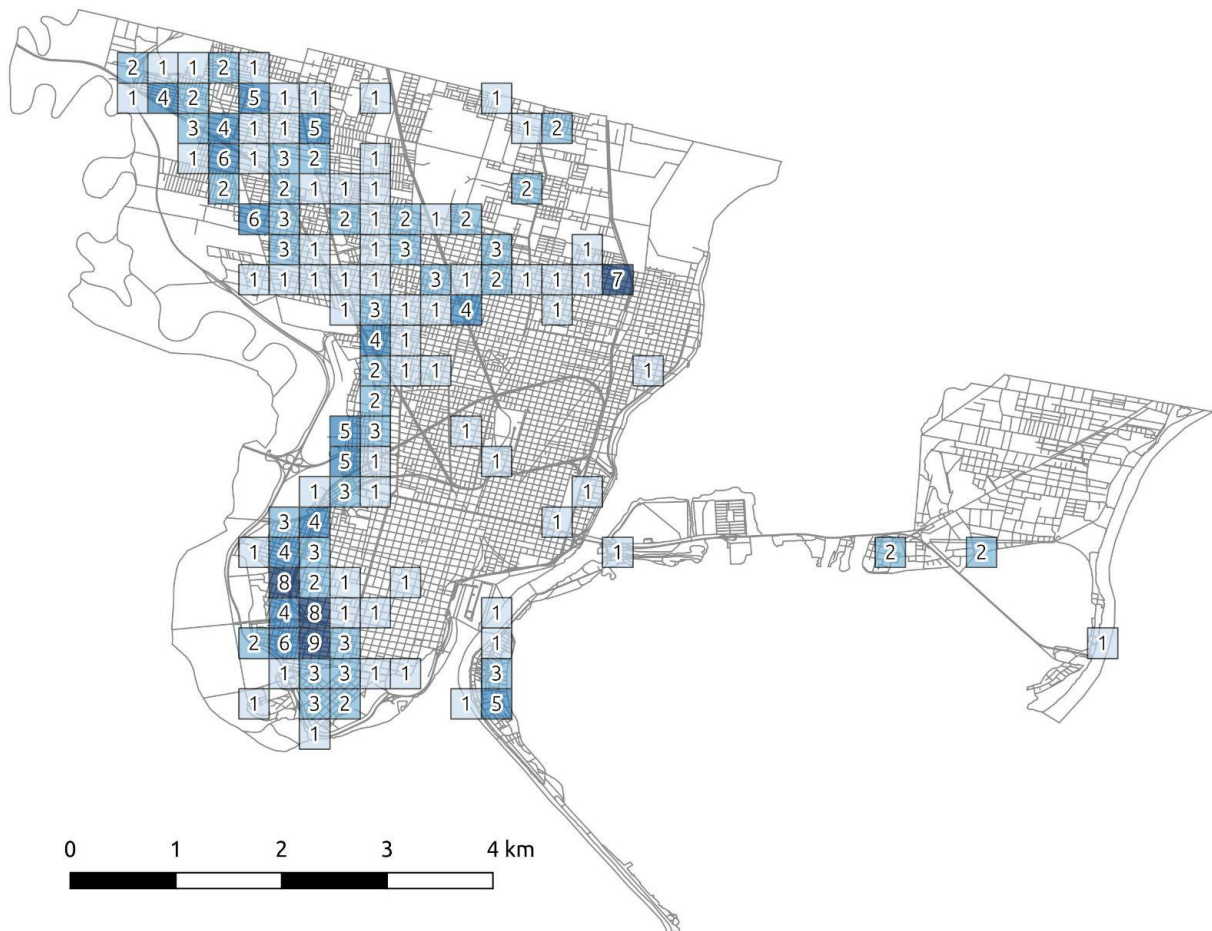 2 1 1 2 1
1 4 2 5 1 1 1 1
3 4 1 1 5 1 2
1 6 1 3 2 1
2 2 1 1 1 2
6 3 2 1 2 1 2
3 1 1 3 3 1
1 1 1 1 1 3 1 2 1 1 1 7
1 3 1 1 4 1
4 1
2 1 1 1
2
5 3 1
5 1 1
1 3 1 1
3 4 1
1 4 3 1 2 2
8 2 1 1
4 8 1 1 1
2 6 9 3 1 1
1 3 3 1 1 3
1 3 2 1 5
1
0 1 2 3 4 km